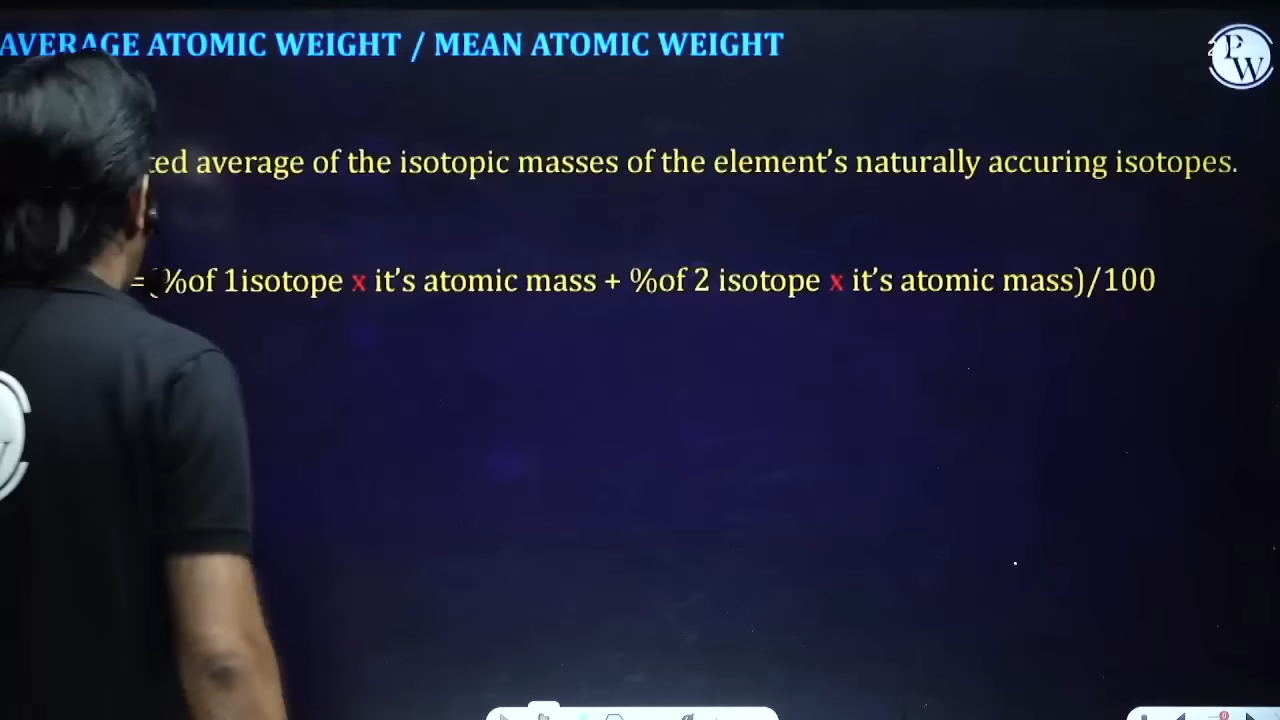 AVERAGE ATOMIC WEIGHT / MEAN ATOMIC WEIGHT
PW
average of the isotopic masses of the element's naturally accuring isotopes.
=(%of 1isotope x it's atomic mass + %of 2 isotope x it's atomic mass)/100